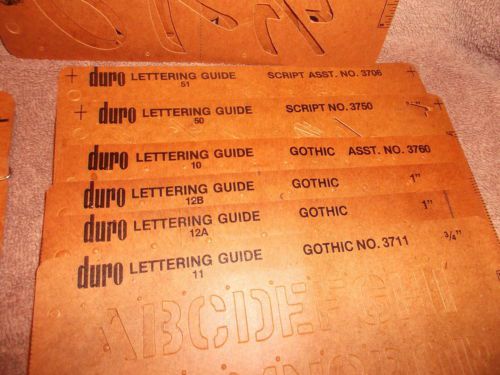 duro LETTERING GUIDE SCRIPT ASST. NO. 3706
51
duro LETTERING GUIDE SCRIPT NO. 3750
50
duro LETTERING GUIDE GOTHIC ASST. NO. 3760
10
duro LETTERING GUIDE GOTHIC 1"
12B
duro LETTERING GUIDE GOTHIC 1"
12A
duro LETTERING GUIDE GOTHIC NO. 3711 3/4"
11
ABCDEFGHI